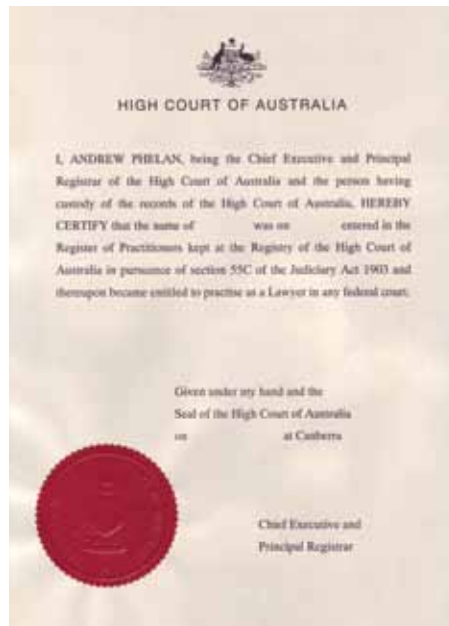 HIGH COURT OF AUSTRALIA
I, ANDREW PHELAN, being the Chief Executive and Principal
Registrar of the High Court of Australia and the person having
custody of the records of the High Court of Australia, HEREBY
CERTIFY that the name of was on entered in the
Register of Practitioners kept at the Registry of the High Court of
Australia in pursuance of section 55C of the Judiciary Act 1903 and
thereupon became entitled to practise as a Lawyer in any federal court.
Given under my hand and the
Seal of the High Court of Australia
on at Canberra
Chief Executive and
Principal Registrar